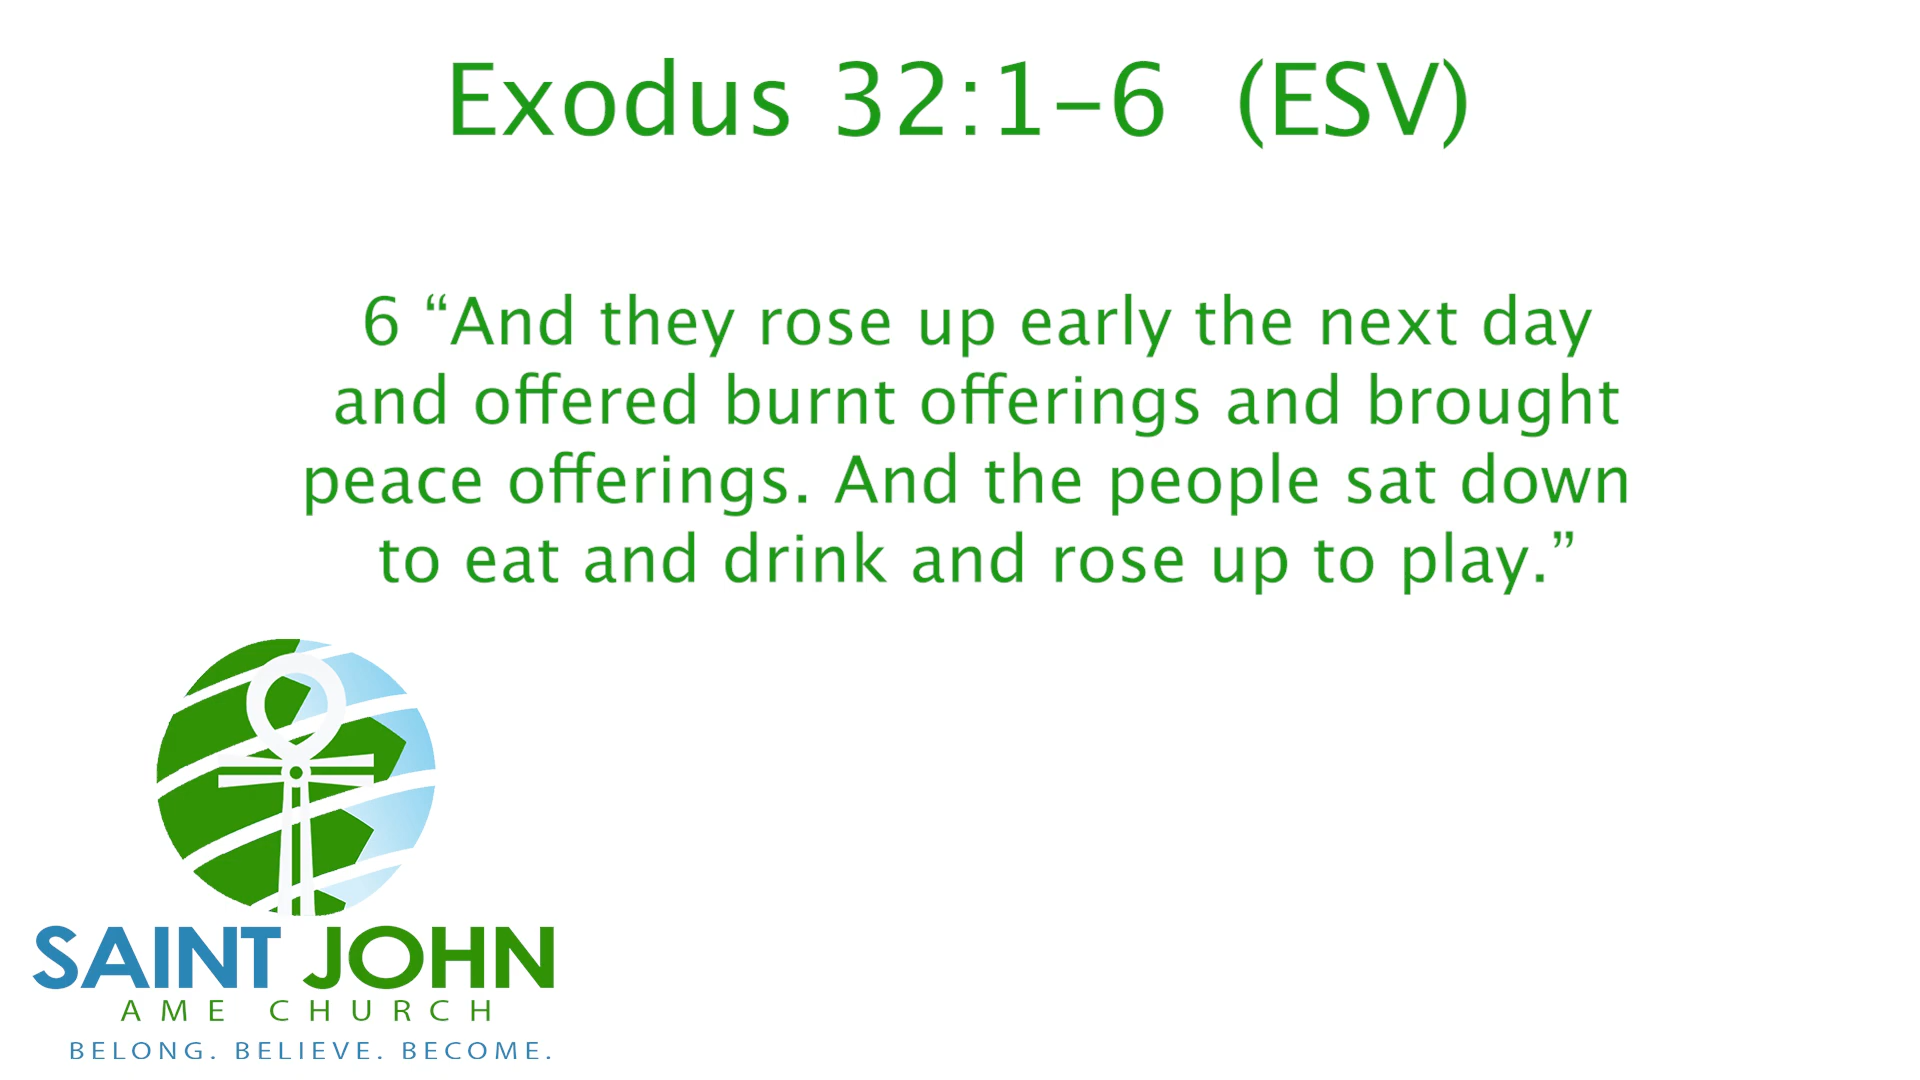 Exodus 32:1-6 (ESV)
6 “And they rose up early the next day
and offered burnt offerings and brought
peace offerings. And the people sat down
to eat and drink and rose up to play.”
SAINT JOHN
AME CHURCH
BELONG. BELIEVE. BECOME.